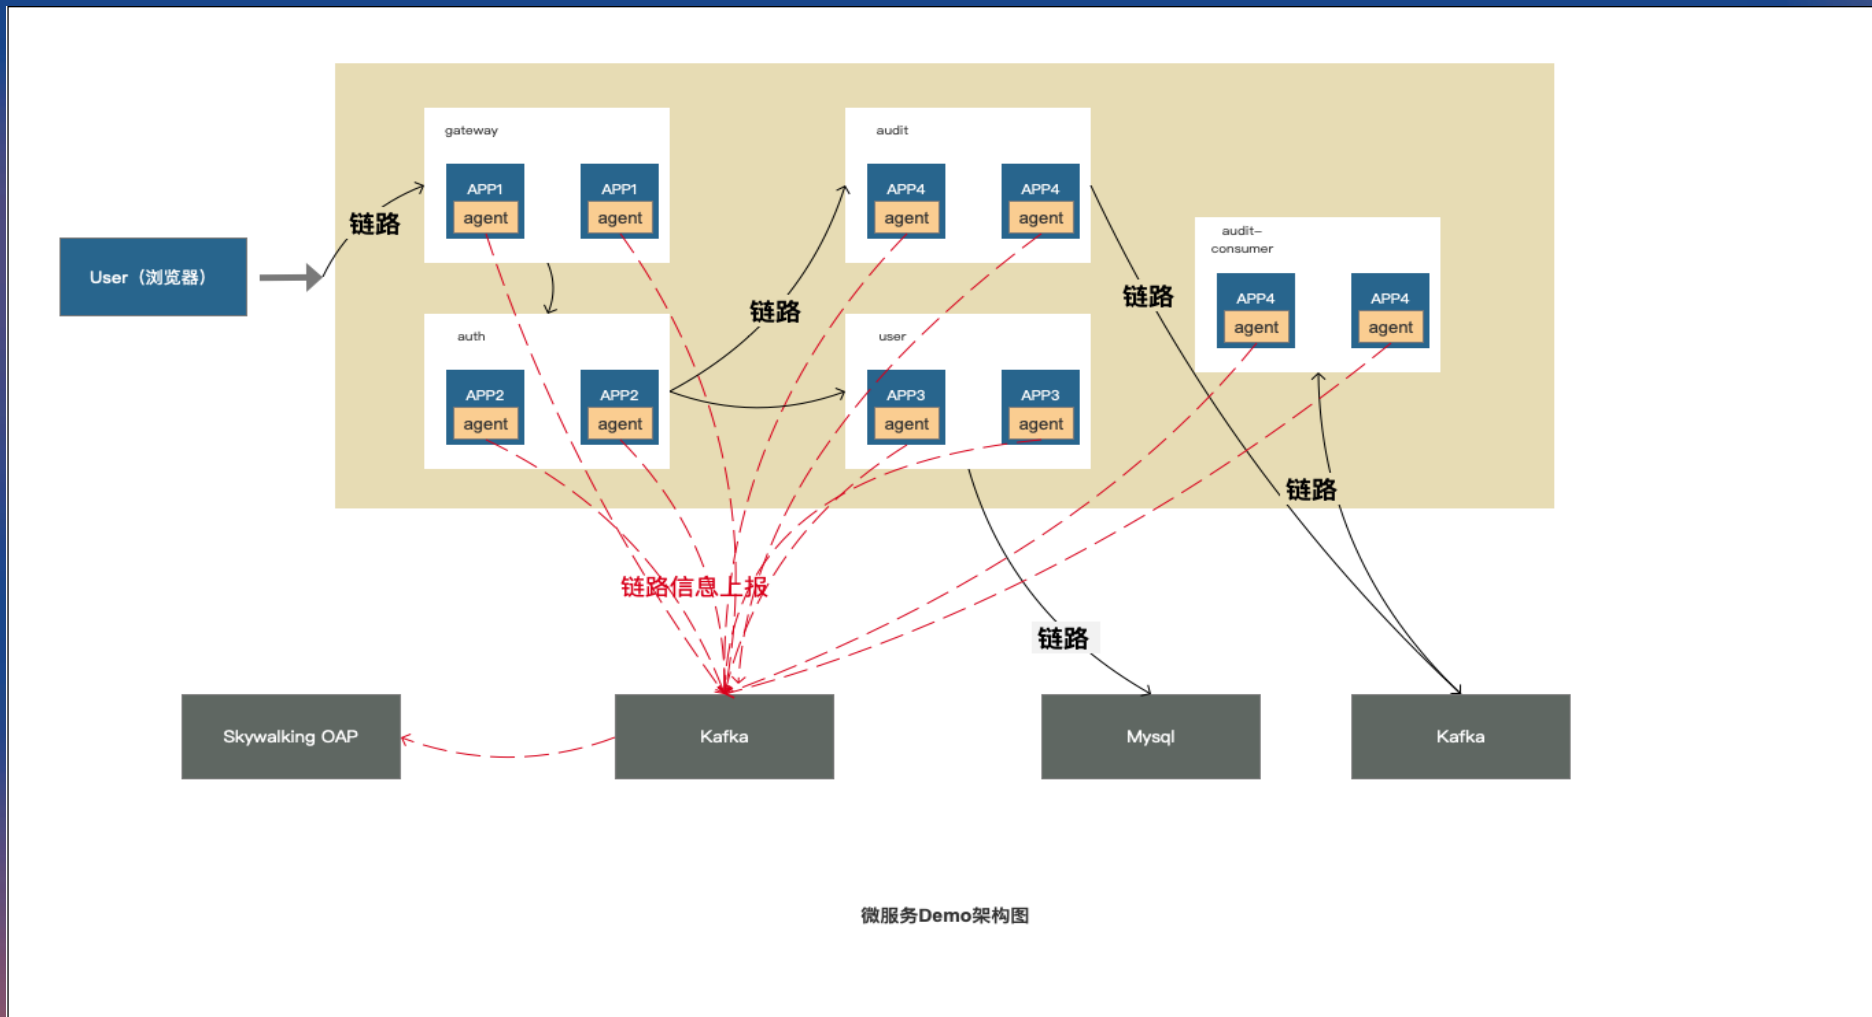 gateway
APP1
agent
APP1
agent
audit
APP4
agent
APP4
agent
链路
audit-
consumer
APP4
agent
APP4
agent
User（浏览器）
链路
链路
auth
APP2
agent
APP2
agent
user
APP3
agent
APP3
agent
链路
链路信息上报
链路
Skywalking OAP
Kafka
Mysql
Kafka
微服务Demo架构图